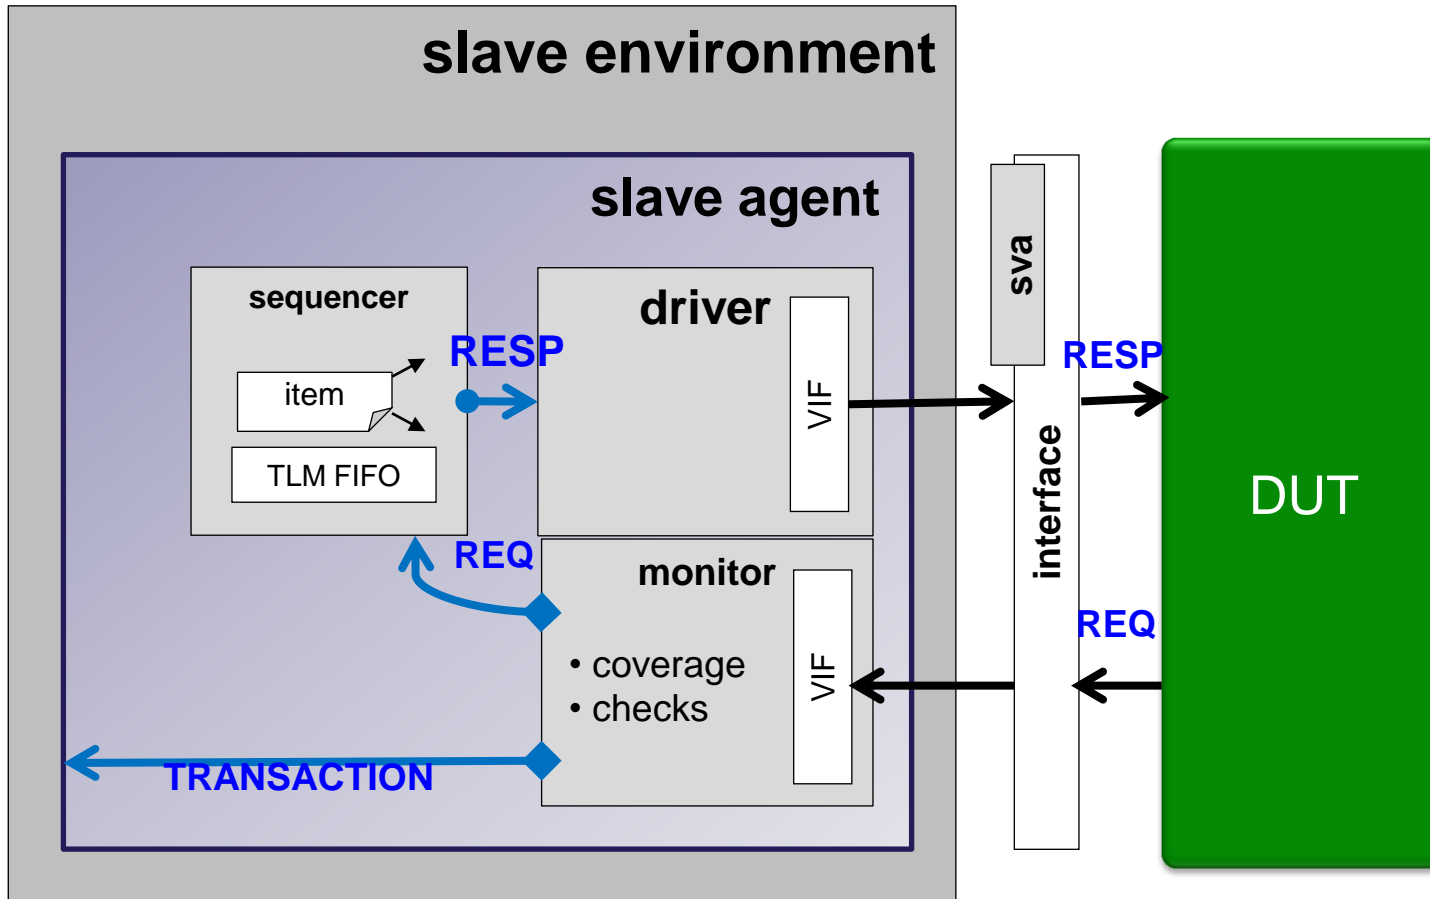 slave environment
slave agent
sequencer
item
TLM FIFO
RESP
driver
VIF
REQ
monitor
• coverage
• checks
VIF
TRANSACTION
sva
interface
RESP
REQ
DUT